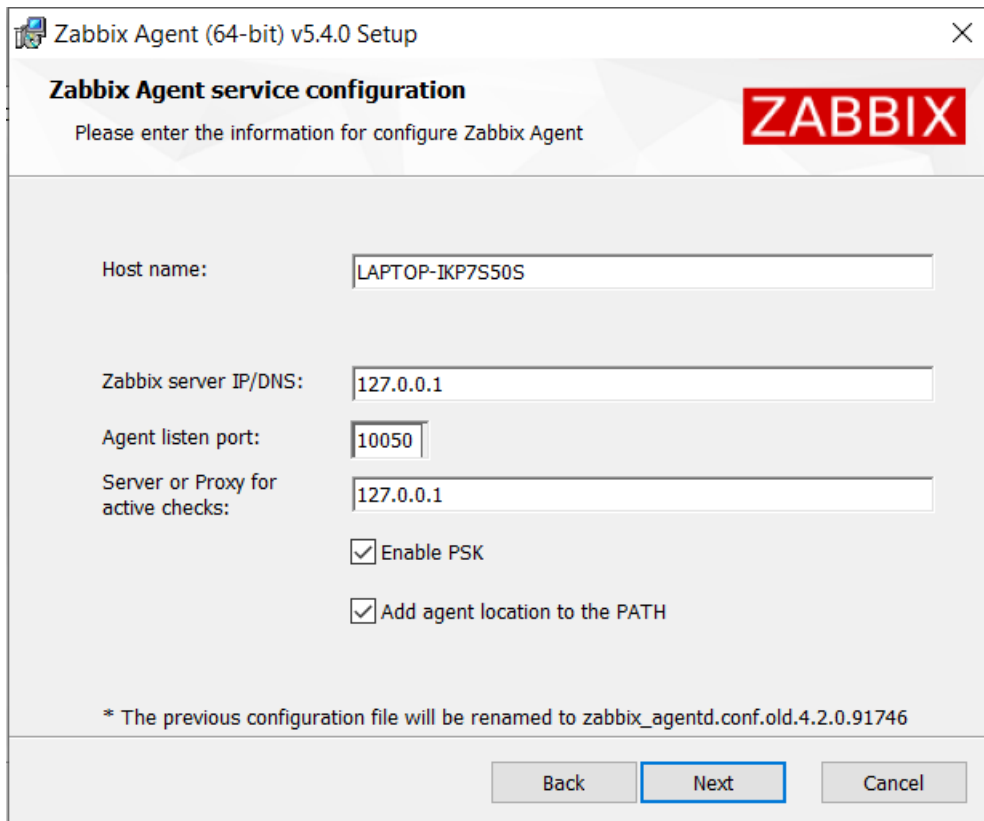 Zabbix Agent (64-bit) v5.4.0 Setup
Zabbix Agent service configuration
Please enter the information for configure Zabbix Agent
ZABBIX
Host name:
LAPTOP-IKP7S50S
Zabbix server IP/DNS:
127.0.0.1
Agent listen port:
10050
Server or Proxy for
active checks:
127.0.0.1
Enable PSK
Add agent location to the PATH
* The previous configuration file will be renamed to zabbix_agentd.conf.old.4.2.0.91746
Back
Next
Cancel